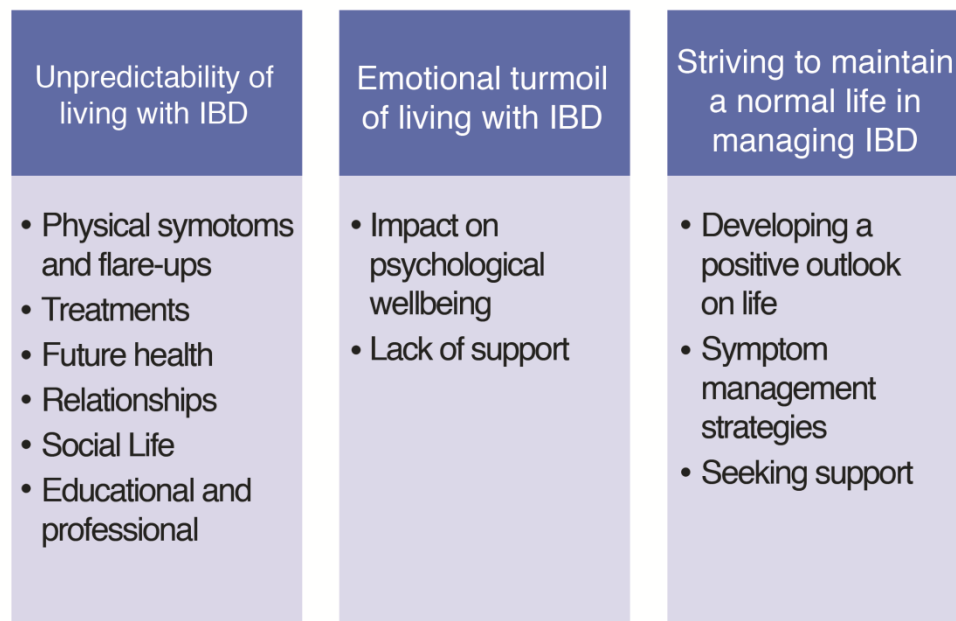 Unpredictability of
living with IBD
• Physical symotoms
and flare-ups
• Treatments
• Future health
• Relationships
• Social Life
• Educational and
professional
Emotional turmoil
of living with IBD
• Impact on
psychological
wellbeing
• Lack of support
Striving to maintain
a normal life in
managing IBD
• Developing a
positive outlook
on life
• Symptom
management
strategies
• Seeking support